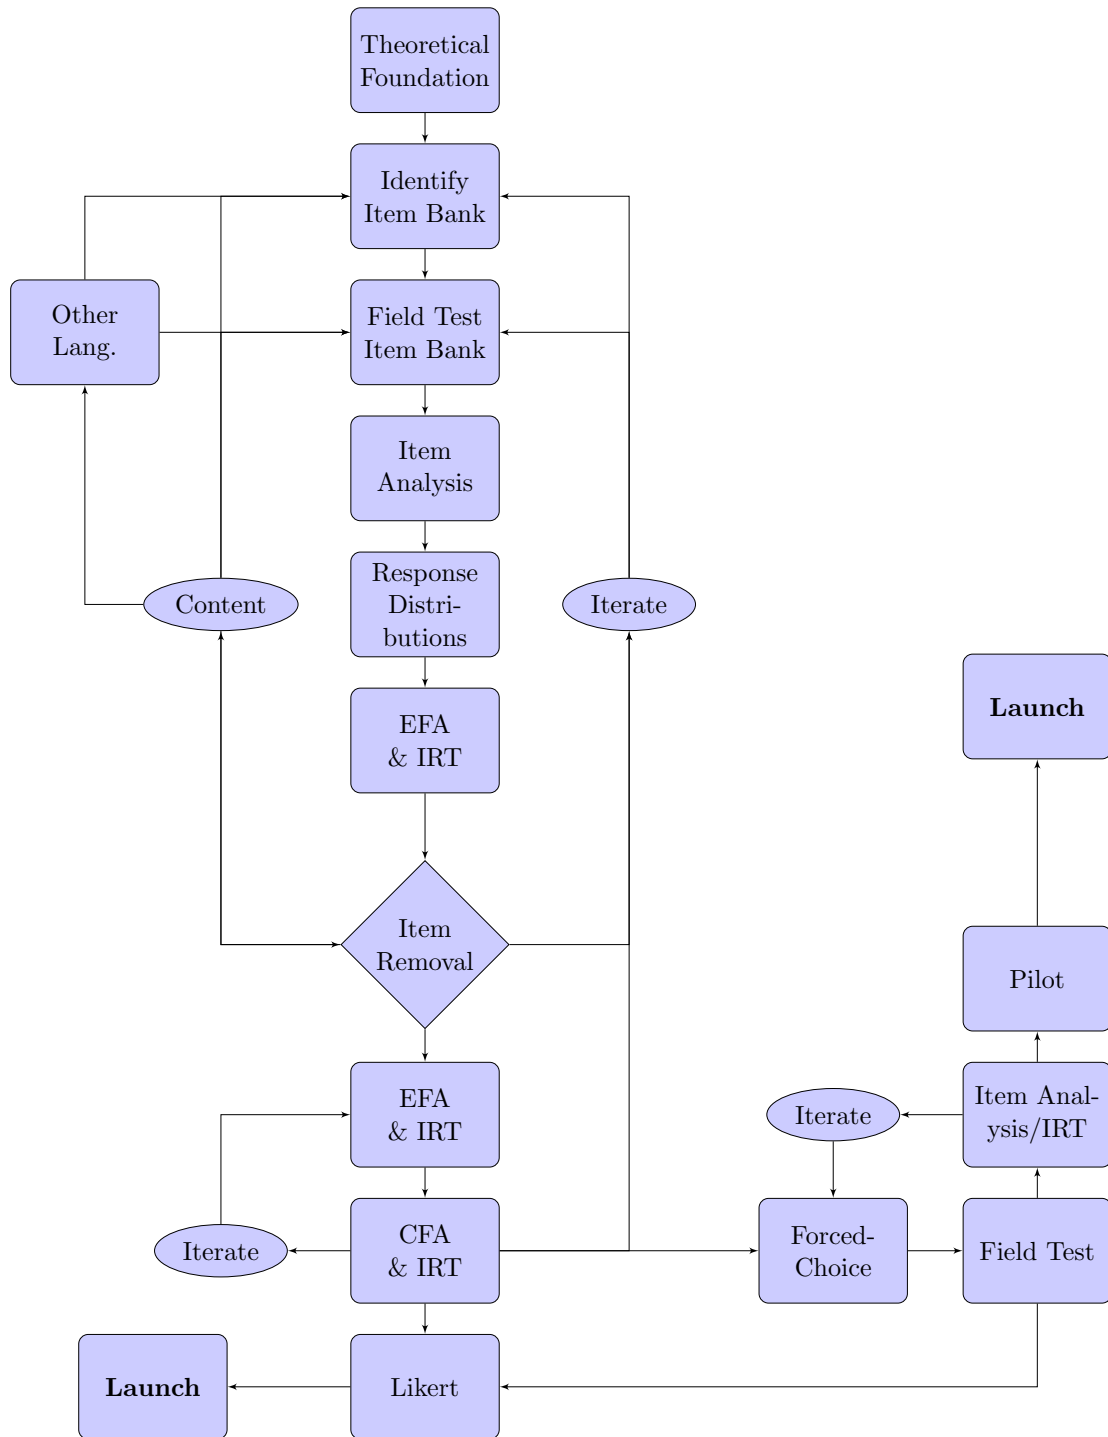 Theoretical
Foundation
Identify
Item Bank
Other
Lang.
Field Test
Item Bank
Item
Analysis
Response
Distri-
butions
Content
Iterate
EFA
& IRT
Launch
Item
Removal
Pilot
EFA
& IRT
Iterate
Item Anal-
ysis/IRT
Iterate
CFA
& IRT
Forced-
Choice
Field Test
Launch
Likert